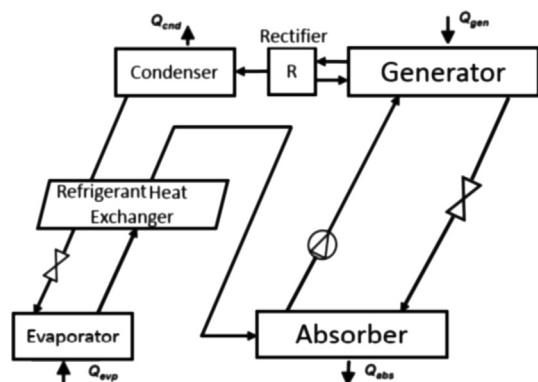 Qcnd
Qgen
Rectifier
Condenser
R
Generator
Refrigerant Heat
Exchanger
Evaporator
Absorber
Qevp
Qabs